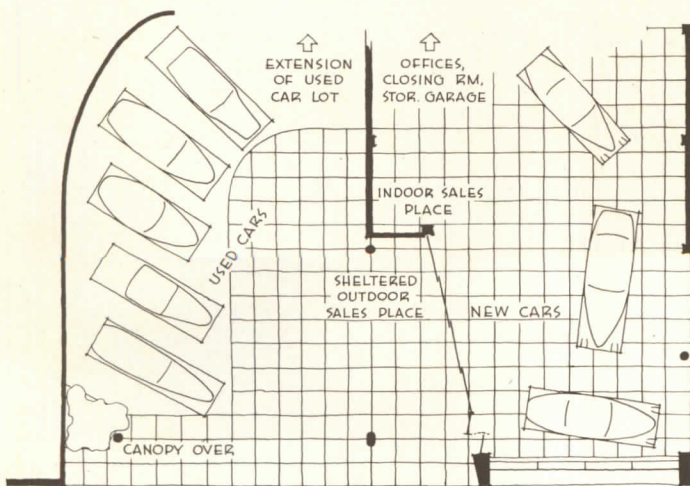 EXTENSION
OF USED
CAR LOT
OFFICES,
CLOSING RM.
STOR. GARAGE
INDOOR SALES
PLACE
USED CARS
SHELTERED
OUTDOOR
SALES PLACE
NEW CARS
CANOPY OVER